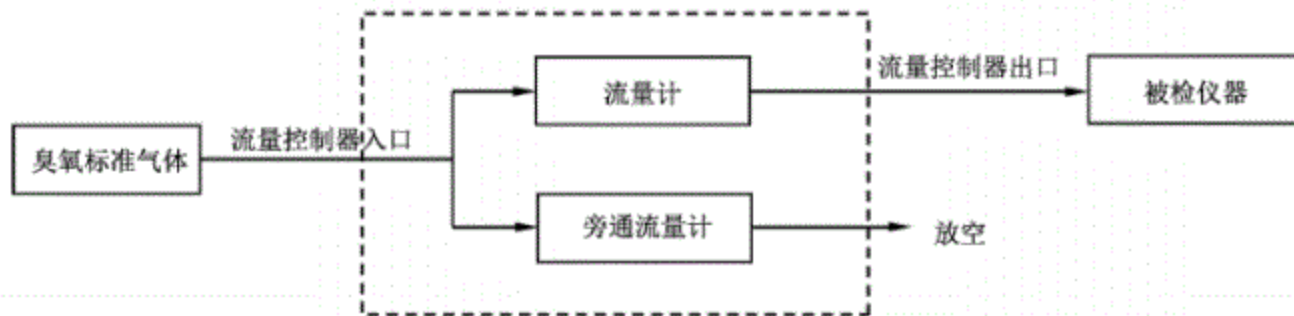 臭氧标准气体
流量控制器入口
流量计
旁通流量计
流量控制器出口
放空
被检仪器